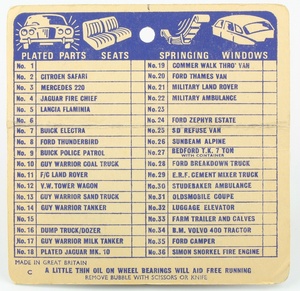 PLATED PARTS SEATS SPRINGING WINDOWS
No. 1
No. 2 CITROEN SAFARI
No. 3 MERCEDES 220
No. 4 JAGUAR FIRE CHIEF
No. 5 LANCIA FLAMINIA
No. 6
No. 7 BUICK ELECTRA
No. 8 FORD THUNDERBIRD
No. 9 BUICK POLICE PATROL
No. 10 GUY WARRIOR COAL TRUCK
No. 11 F/C LAND ROVER
No. 12 V.W. TOWER WAGON
No. 13 GUY WARRIOR SAND TRUCK
No. 14 GUY WARRIOR TANKER
No. 15
No. 16 DUMP TRUCK/DOZER
No. 17 GUY WARRIOR MILK TANKER
No. 18 PLATED JAGUAR MK. 10
No. 19 COMMER WALK THRO' VAN
No. 20 FORD THAMES VAN
No. 21 MILITARY LAND ROVER
No. 22 MILITARY AMBULANCE
No. 23
No. 24 FORD ZEPHYR ESTATE
No. 25 SD REFUSE VAN
No. 26 SUNBEAM ALPINE
No. 27 BEDFORD T.K. 7 TON
WITH CONTAINER
No. 28 FORD BREAKDOWN TRUCK
No. 29 E.R.F. CEMENT MIXER TRUCK
No. 30 STUDEBAKER AMBULANCE
No. 31 OLDSMOBILE COUPE
No. 32 LUGGAGE ELEVATOR
No. 33 FARM TRAILER AND CALVES
No. 34 B.M. VOLVO 400 TRACTOR
No. 35 FORD CAMPER
No. 36 SIMON SNORKEL FIRE ENGINE
MADE IN GREAT BRITAIN
C A LITTLE THIN OIL ON WHEEL BEARINGS WILL AID FREE RUNNING
REMOVE BUBBLE WITH SCISSORS OR KNIFE